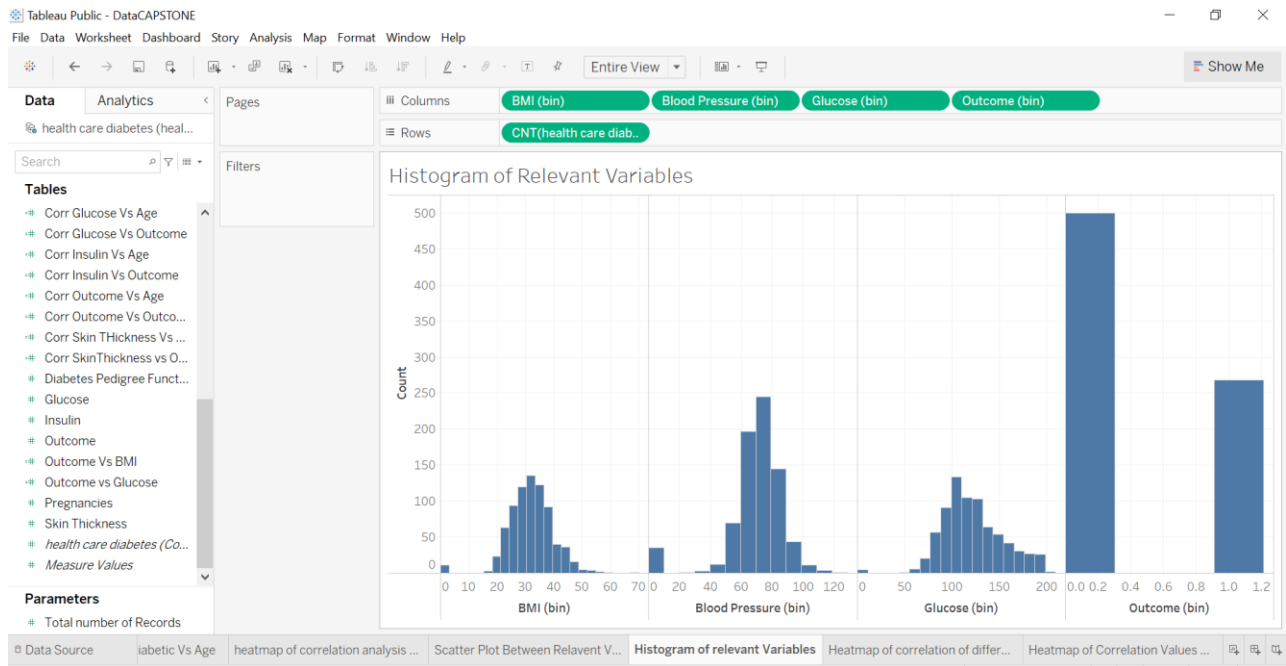 Tableau Public - DataCAPSTONE
File Data Worksheet Dashboard Story Analysis Map Format Window Help
Entire View
Show Me
Data Analytics
health care diabetes (heal...
Search
Tables
Corr Glucose Vs Age
Corr Glucose Vs Outcome
Corr Insulin Vs Age
Corr Insulin Vs Outcome
Corr Outcome Vs Age
Corr Outcome Vs Outco...
Corr Skin THickness Vs ...
Corr SkinThickness vs O...
Diabetes Pedigree Funct...
Glucose
Insulin
Outcome
Outcome Vs BMI
Outcome vs Glucose
Pregnancies
Skin Thickness
health care diabetes (Co...
Measure Values
Parameters
Total number of Records
Pages
Filters
Columns BMI (bin) Blood Pressure (bin) Glucose (bin) Outcome (bin)
Rows CNT(health care diab..
Histogram of Relevant Variables
Count
500
450
400
350
300
250
200
150
100
50
0
0 10 20 30 40 50 60 70 0 20 40 60 80 100 120 0 50 100 150 200 0.0 0.2 0.4 0.6 0.8 1.0 1.2
BMI (bin) Blood Pressure (bin) Glucose (bin) Outcome (bin)
Data Source iabetic Vs Age heatmap of correlation analysis ... Scatter Plot Between Relavent V... Histogram of relevant Variables Heatmap of correlation of differ... Heatmap of Correlation Values ...